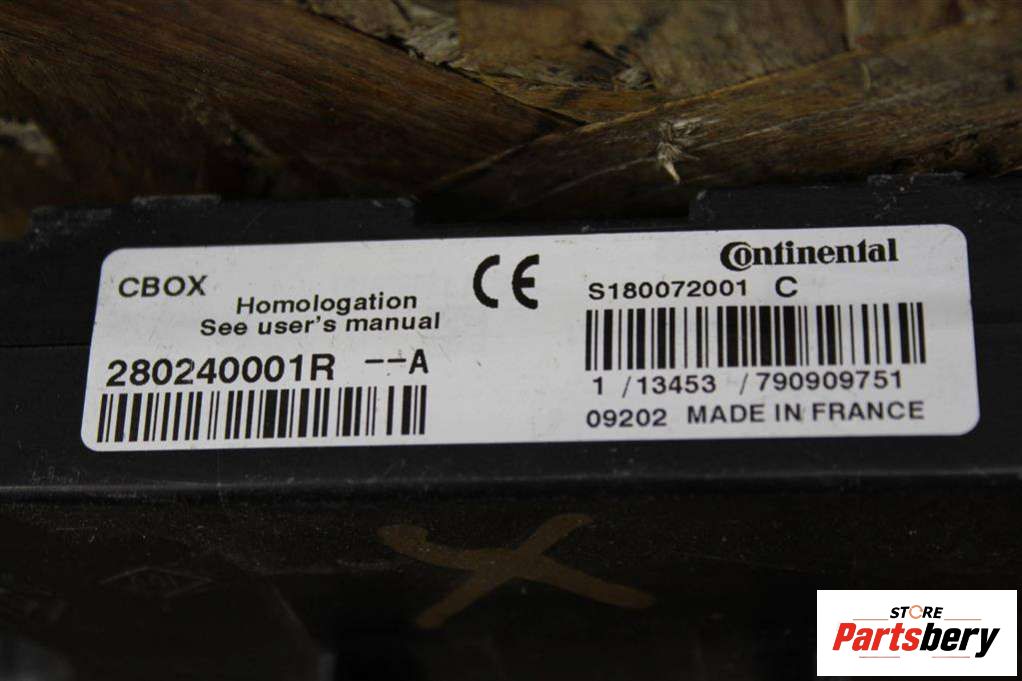 CBOX
Homologation
See user's manual
280240001R --A
CE
Continental
S180072001 C
1 /13453 /790909751
09202 MADE IN FRANCE
STORE
Partsbery